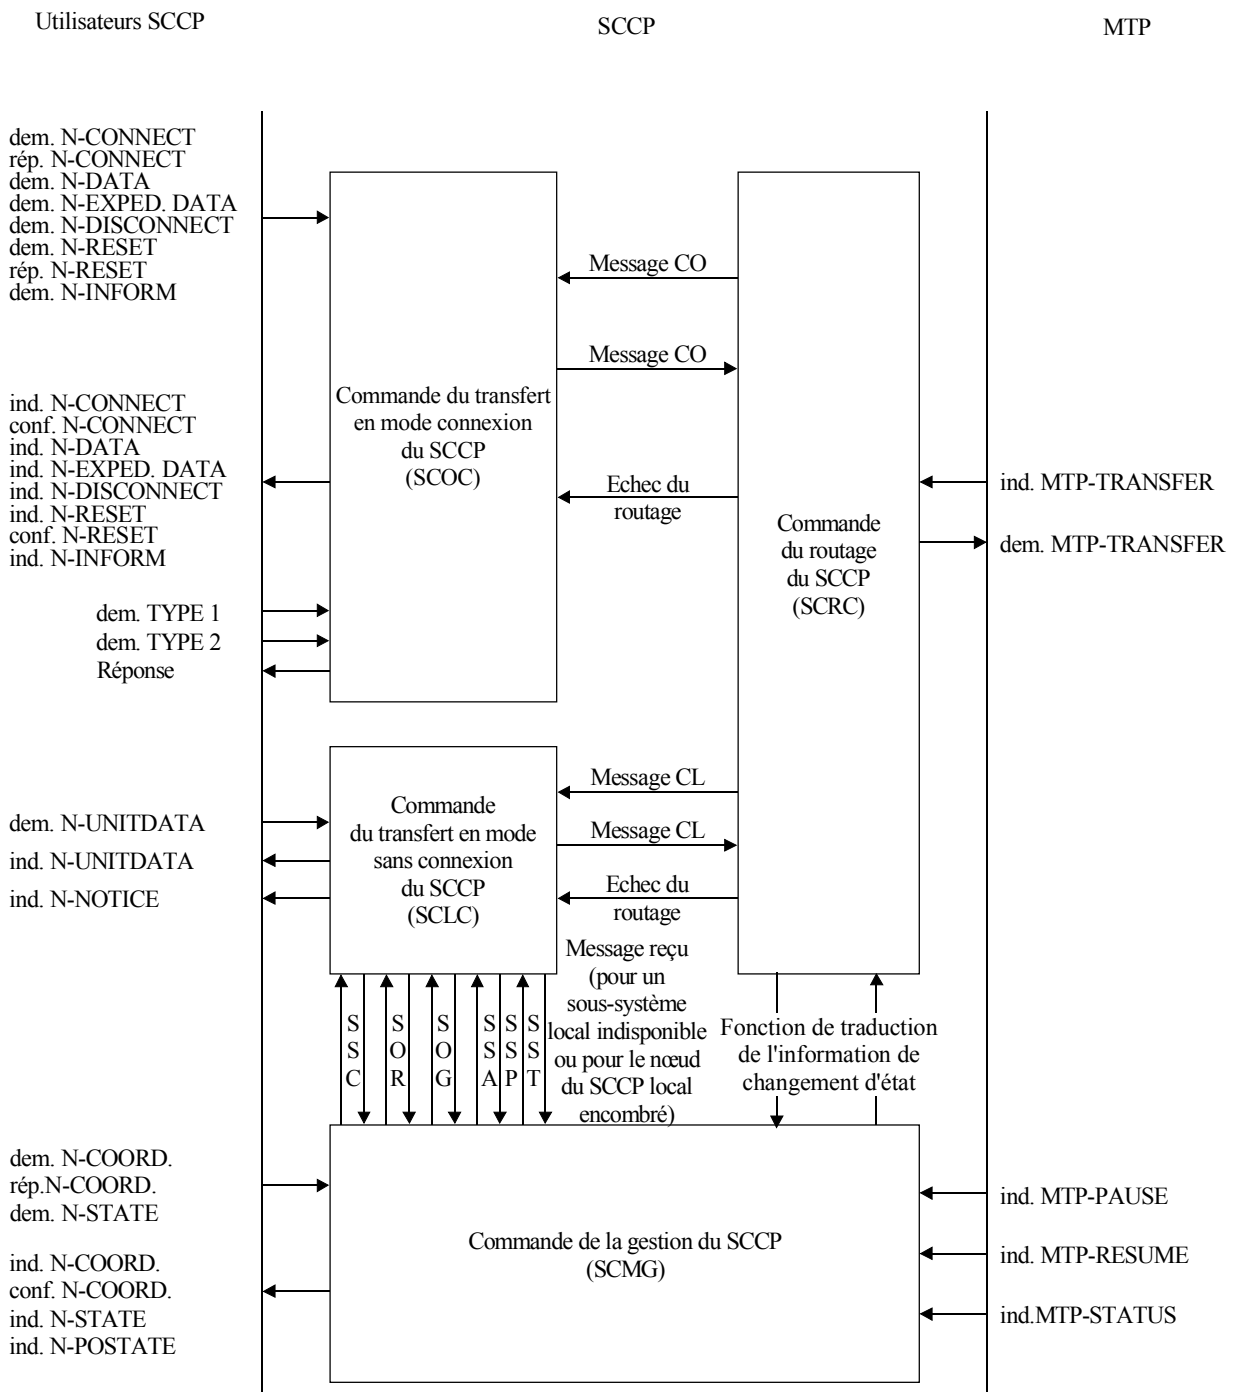 Utilisateurs SCCP
SCCP
MTP
dem. N-CONNECT
rép. N-CONNECT
dem. N-DATA
dem. N-EXPED. DATA
dem. N-DISCONNECT
dem. N-RESET
rép. N-RESET
dem. N-INFORM
Message CO
Message CO
Commande du transfert
en mode connexion
du SCCP
(SCOC)
ind. N-CONNECT
conf. N-CONNECT
ind. N-DATA
ind. N-EXPED. DATA
ind. N-DISCONNECT
ind. N-RESET
conf. N-RESET
ind. N-INFORM
Echec du
routage
Commande
du routage
du SCCP
(SCRC)
ind. MTP-TRANSFER
dem. MTP-TRANSFER
dem. TYPE 1
dem. TYPE 2
Réponse
Message CL
Message CL
Commande
du transfert en mode
sans connexion
du SCCP
(SCLC)
dem. N-UNITDATA
ind. N-UNITDATA
ind. N-NOTICE
Echec du
routage
SSC
SOR
SOG
SSA
SSP
SST
Message reçu
(pour un
sous-système
local indisponible
ou pour le nœud
du SCCP local
encombré)
Fonction de traduction
de l'information de
changement d'état
dem. N-COORD.
rép.N-COORD.
dem. N-STATE
ind. N-COORD.
conf. N-COORD.
ind. N-STATE
ind. N-POSTATE
Commande de la gestion du SCCP
(SCMG)
ind. MTP-PAUSE
ind. MTP-RESUME
ind.MTP-STATUS